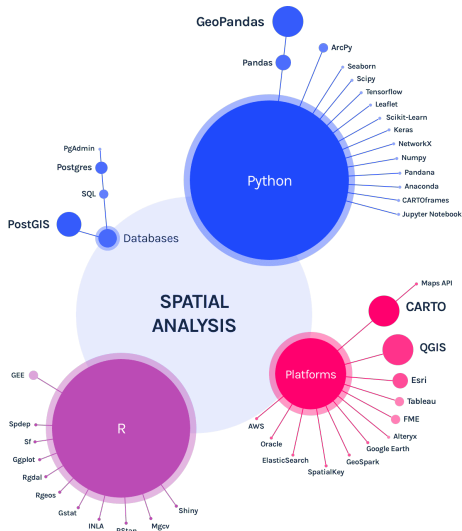 GeoPandas
ArcPy
Pandas
Seaborn
Scipy
Tensorflow
Leaflet
Scikit-Learn
Keras
NetworkX
Numpy
Pandana
Anaconda
CARTOframes
Jupyter Notebook
Python
PgAdmin
Postgres
SQL
PostGIS
Databases
SPATIAL
ANALYSIS
Maps API
CARTO
QGIS
Esri
Tableau
FME
Alteryx
Google Earth
GeoSpark
SpatialKey
ElasticSearch
Oracle
AWS
Platforms
GEE
R
Spdep
Sf
Ggplot
Rgdal
Rgeos
Gstat
INLA
RStan
Mgcv
Shiny